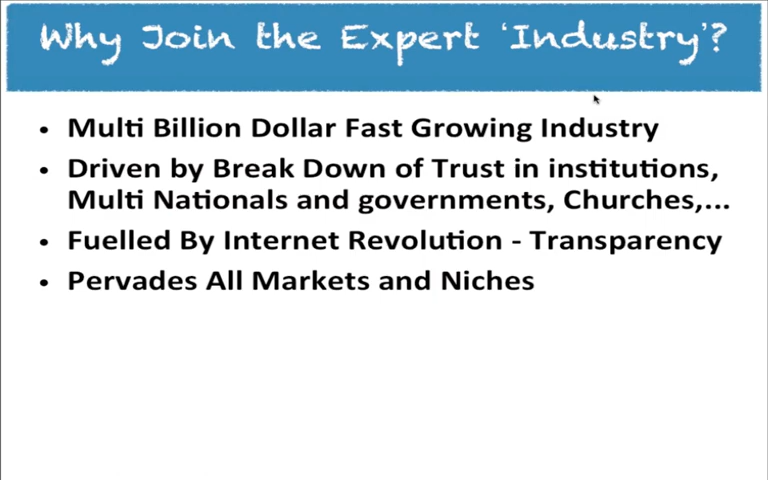 Why Join the Expert ‘Industry’?
• Multi Billion Dollar Fast Growing Industry
• Driven by Break Down of Trust in institutions,
Multi Nationals and governments, Churches,...
• Fuelled By Internet Revolution - Transparency
• Pervades All Markets and Niches